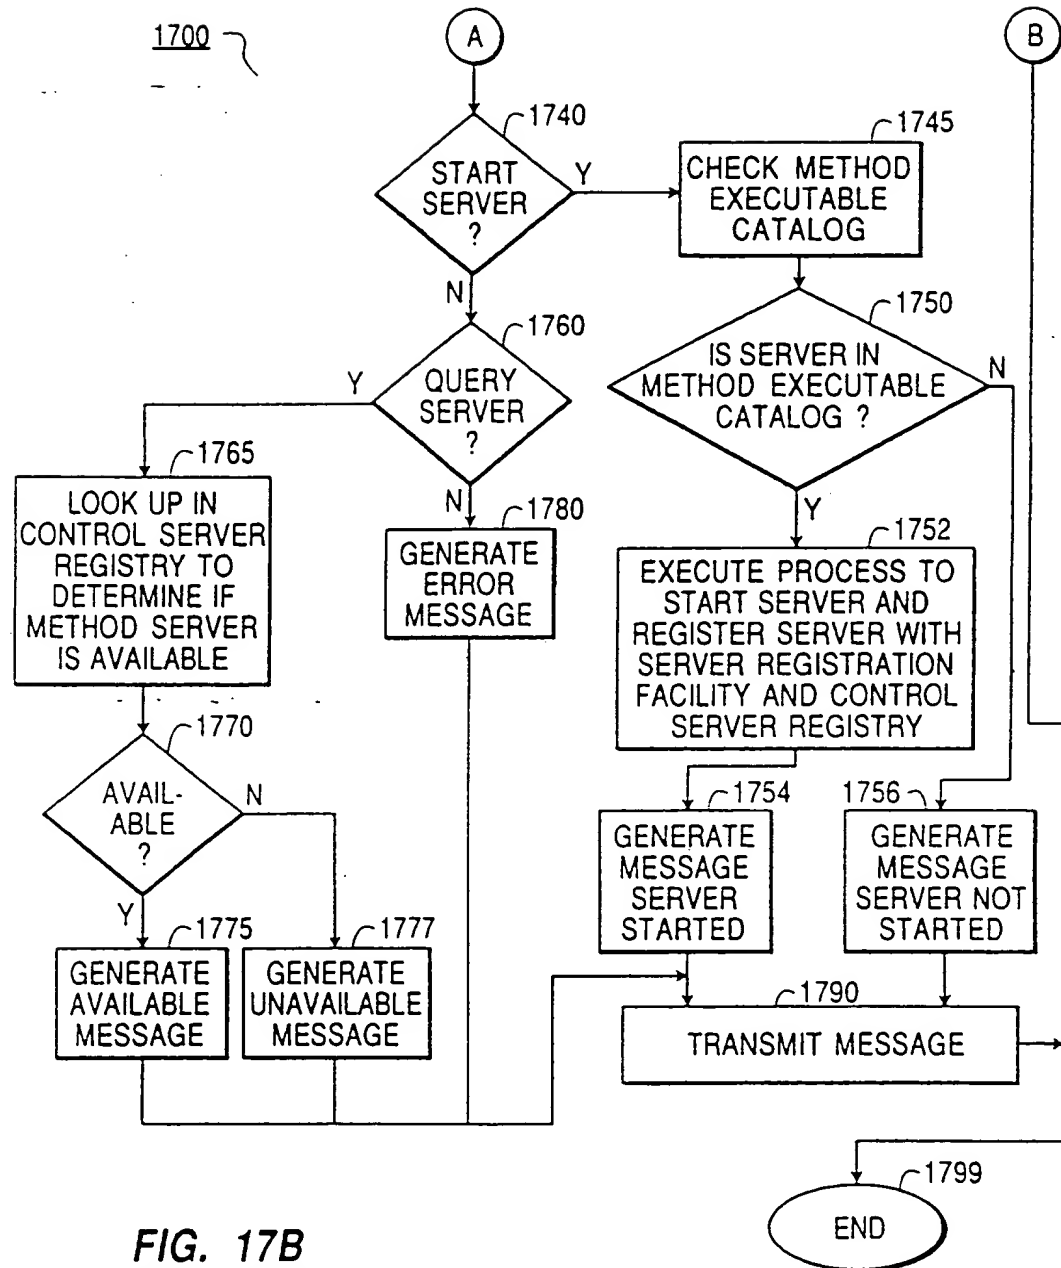 1700
A
B
1740
START
SERVER
?
Y
N
1745
CHECK METHOD
EXECUTABLE
CATALOG
1750
IS SERVER IN
METHOD EXECUTABLE
CATALOG ?
N
Y
1760
QUERY
SERVER
?
Y
N
1765
LOOK UP IN
CONTROL SERVER
REGISTRY TO
DETERMINE IF
METHOD SERVER
IS AVAILABLE
1780
GENERATE
ERROR
MESSAGE
1752
EXECUTE PROCESS TO
START SERVER AND
REGISTER SERVER WITH
SERVER REGISTRATION
FACILITY AND CONTROL
SERVER REGISTRY
1770
AVAIL-
ABLE
?
N
Y
1754
GENERATE
MESSAGE
SERVER
STARTED
1756
GENERATE
MESSAGE
SERVER NOT
STARTED
1775
GENERATE
AVAILABLE
MESSAGE
1777
GENERATE
UNAVAILABLE
MESSAGE
1790
TRANSMIT MESSAGE
1799
END
FIG. 17B